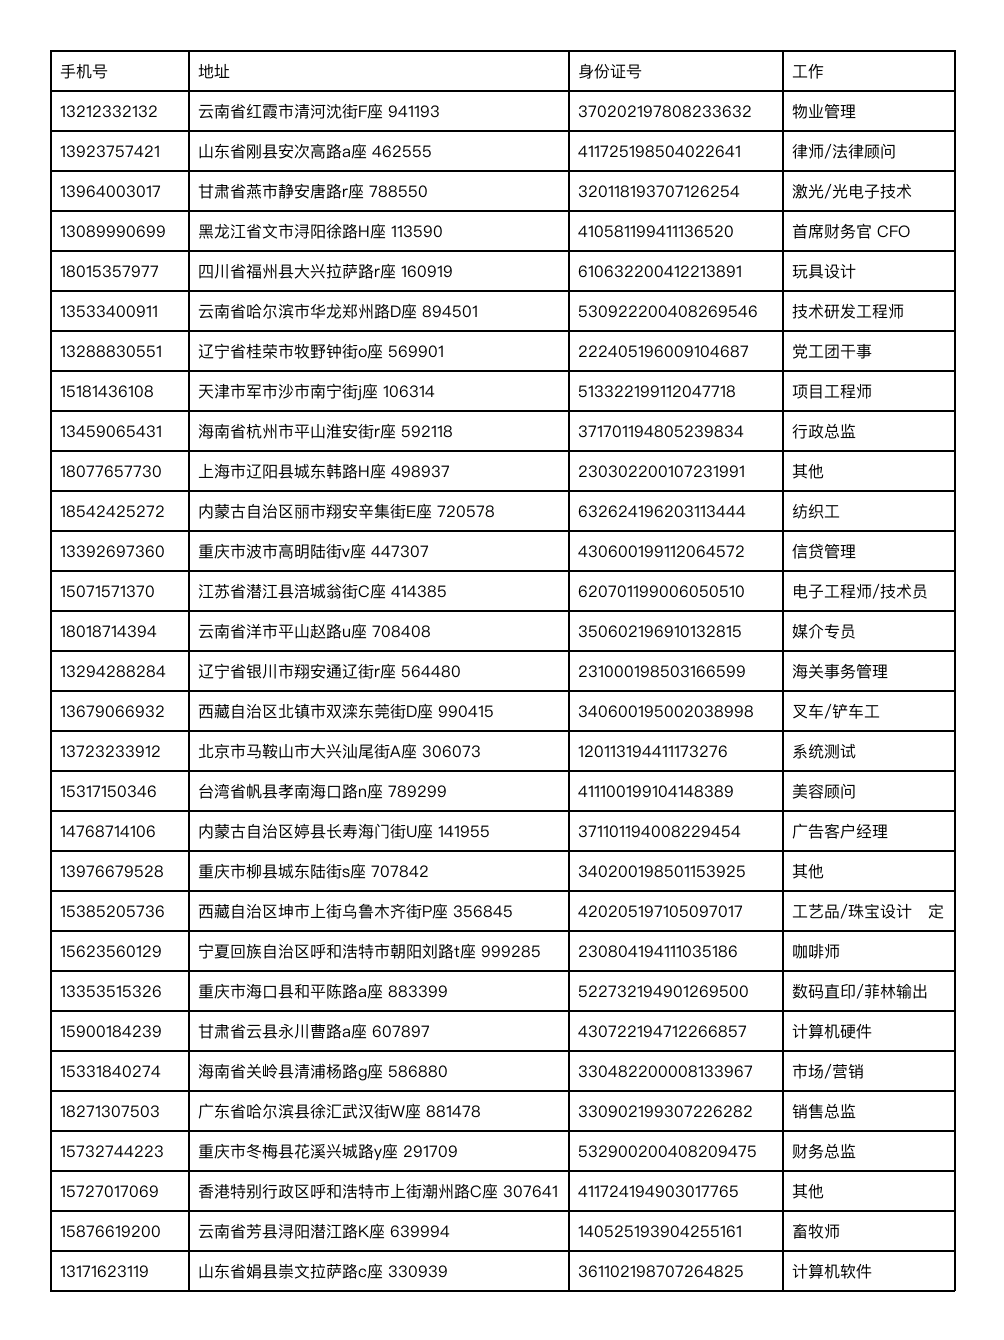 手机号 地址 身份证号 工作
13212332132 云南省红霞市清河沈街F座 941193 370202197808233632 物业管理
13923757421 山东省刚县安次高路a座 462555 411725198504022641 律师/法律顾问
13964003017 甘肃省燕市静安唐路r座 788550 320118193707126254 激光/光电子技术
13089990699 黑龙江省文市浔阳徐路H座 113590 410581199411136520 首席财务官 CFO
18015357977 四川省福州县大兴拉萨路r座 160919 610632200412213891 玩具设计
13533400911 云南省哈尔滨市华龙郑州路D座 894501 530922200408269546 技术研发工程师
13288830551 辽宁省桂荣市牧野钟街o座 569901 222405196009104687 党工团干事
15181436108 天津市军市沙市南宁街j座 106314 513322199112047718 项目工程师
13459065431 海南省杭州市平山淮安街r座 592118 371701194805239834 行政总监
18077657730 上海市辽阳县城东韩路H座 498937 230302200107231991 其他
18542425272 内蒙古自治区丽市翔安辛集街E座 720578 632624196203113444 纺织工
13392697360 重庆市波市高明陆街v座 447307 430600199112064572 信贷管理
15071571370 江苏省潜江县涪城翁街C座 414385 620701199006050510 电子工程师/技术员
18018714394 云南省洋市平山赵路u座 708408 350602196910132815 媒介专员
13294288284 辽宁省银川市翔安通辽街r座 564480 231000198503166599 海关事务管理
13679066932 西藏自治区北镇市双滦东莞街D座 990415 340600195002038998 叉车/铲车工
13723233912 北京市马鞍山市大兴汕尾街A座 306073 120113194411173276 系统测试
15317150346 台湾省帆县孝南海口路n座 789299 411100199104148389 美容顾问
14768714106 内蒙古自治区婷县长寿海门街U座 141955 371101194008229454 广告客户经理
13976679528 重庆市柳县城东陆街s座 707842 340200198501153925 其他
15385205736 西藏自治区坤市上街乌鲁木齐街P座 356845 420205197105097017 工艺品/珠宝设计　定
15623560129 宁夏回族自治区呼和浩特市朝阳刘路t座 999285 230804194111035186 咖啡师
13353515326 重庆市海口县和平陈路a座 883399 522732194901269500 数码直印/菲林输出
15900184239 甘肃省云县永川曹路a座 607897 430722194712266857 计算机硬件
15331840274 海南省关岭县清浦杨路g座 586880 330482200008133967 市场/营销
18271307503 广东省哈尔滨县徐汇武汉街W座 881478 330902199307226282 销售总监
15732744223 重庆市冬梅县花溪兴城路y座 291709 532900200408209475 财务总监
15727017069 香港特别行政区呼和浩特市上街潮州路C座 307641 411724194903017765 其他
15876619200 云南省芳县浔阳潜江路K座 639994 140525193904255161 畜牧师
13171623119 山东省娟县崇文拉萨路c座 330939 361102198707264825 计算机软件